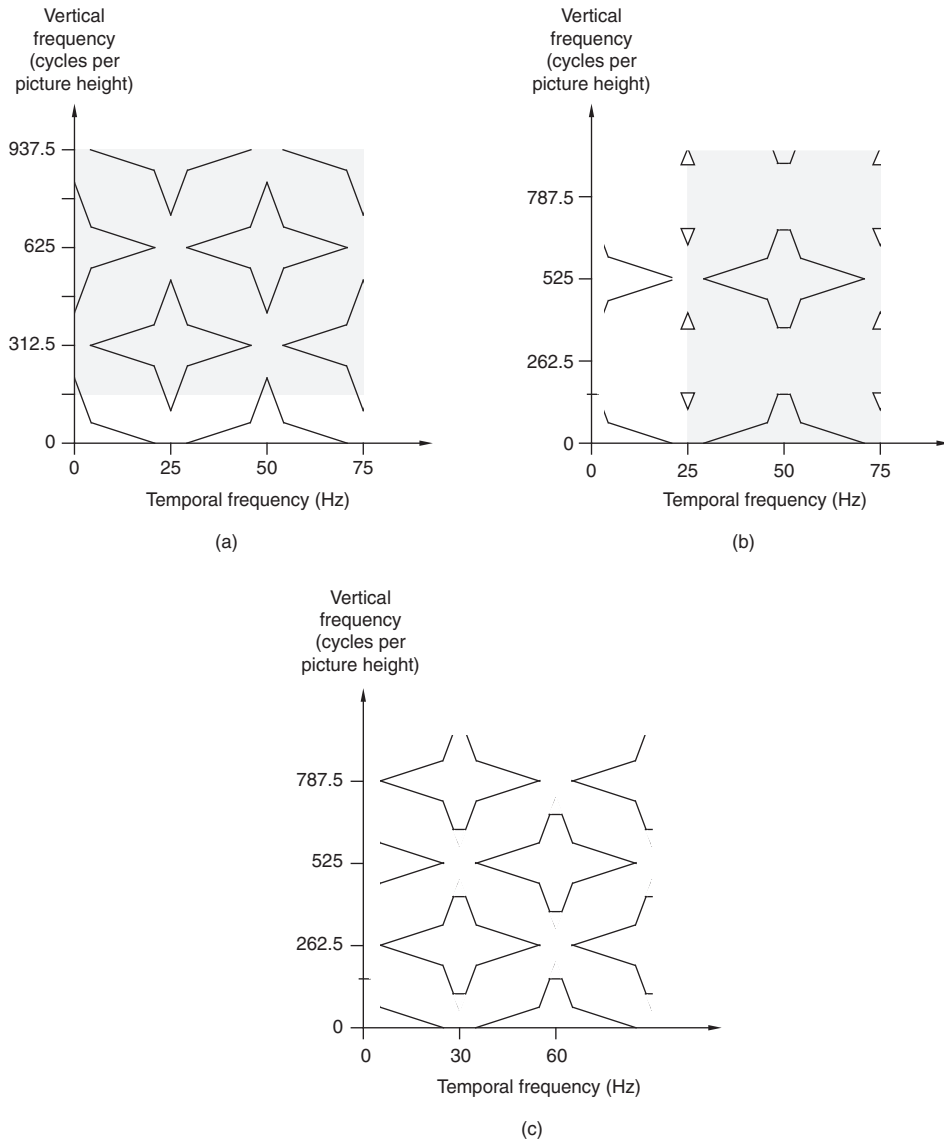 Vertical
frequency
(cycles per
picture height)
937.5
625
312.5
0
0
25
50
75
Temporal frequency (Hz)
(a)
Vertical
frequency
(cycles per
picture height)
787.5
525
262.5
0
0
25
50
75
Temporal frequency (Hz)
(b)
Vertical
frequency
(cycles per
picture height)
787.5
525
262.5
0
0
30
60
Temporal frequency (Hz)
(c)